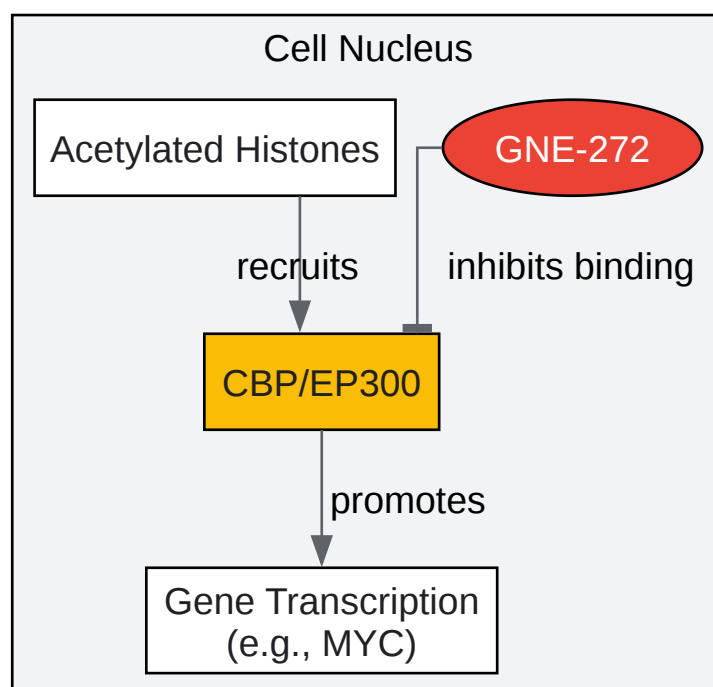 Cell Nucleus
Acetylated Histones
GNE-272
recruits
inhibits binding
CBP/EP300
promotes
Gene Transcription
(e.g., MYC)